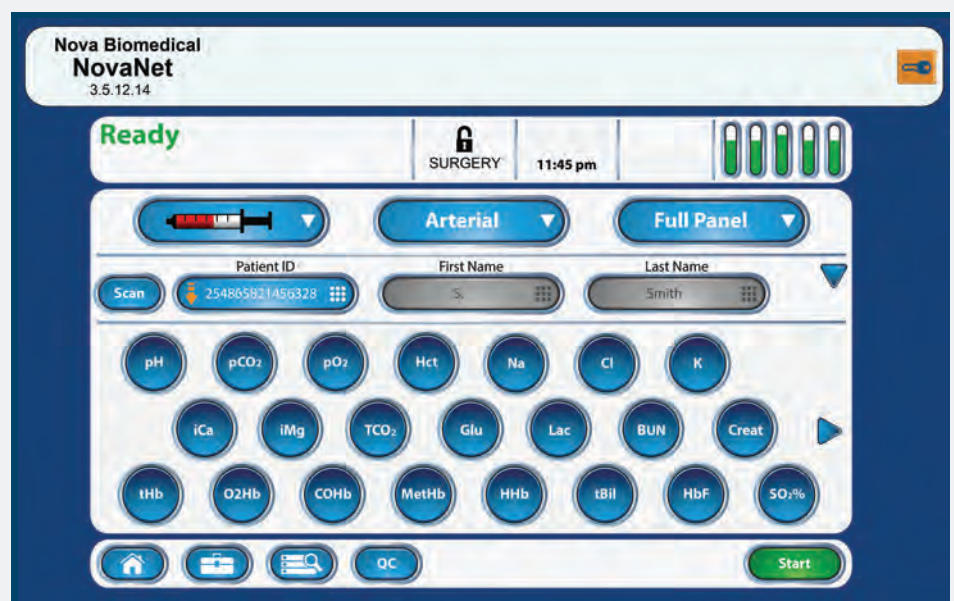 Nova Biomedical
NovaNet
3.5.12.14
Ready
SURGERY
11:45 pm
Arterial
Full Panel
Patient ID
First Name
Last Name
Scan
254865821456328
S.
Smith
pH pCO₂ pO₂ Hct Na Cl K
iCa iMg TCO₂ Glu Lac BUN Creat
tHb O2Hb COHb MetHb HHb tBil HbF SO₂%
QC
Start